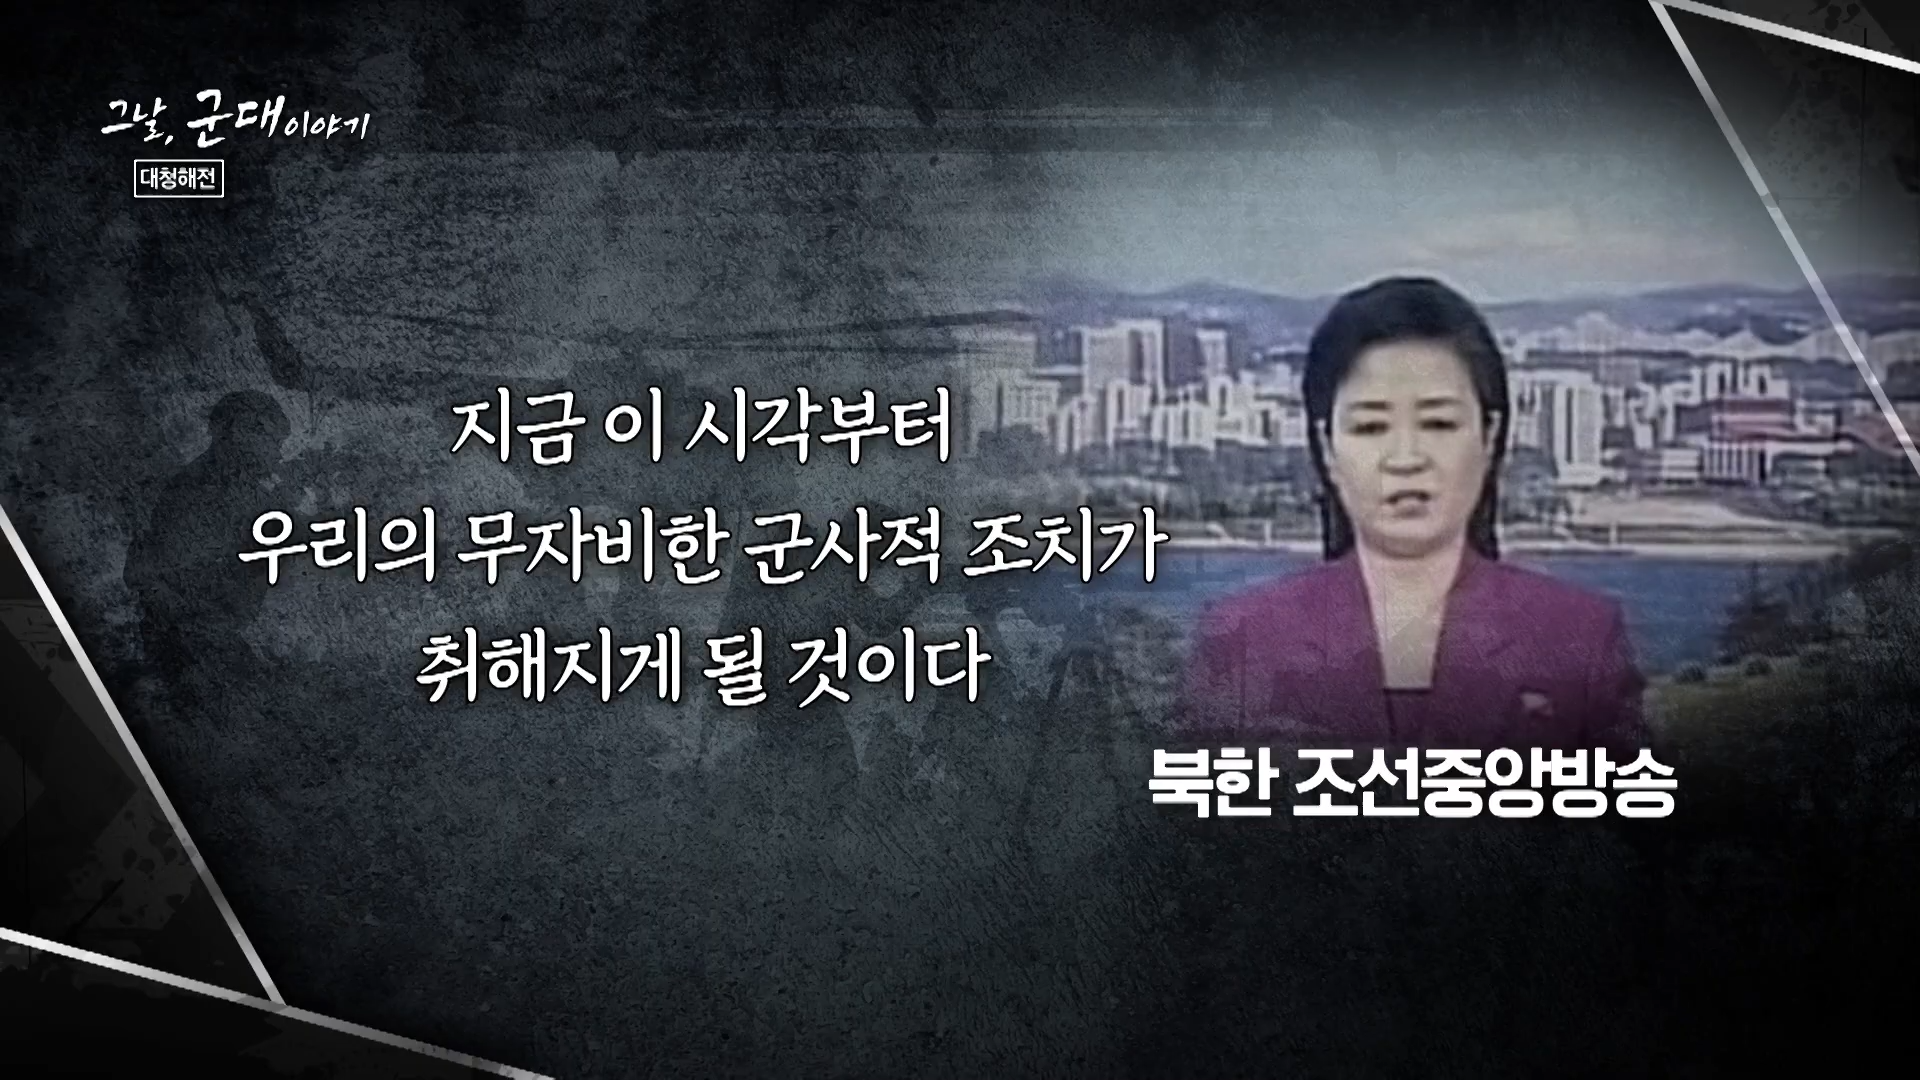 그날, 군대이야기
대청해전
지금 이 시각부터
우리의 무자비한 군사적 조치가
취해지게 될 것이다
북한 조선중앙방송